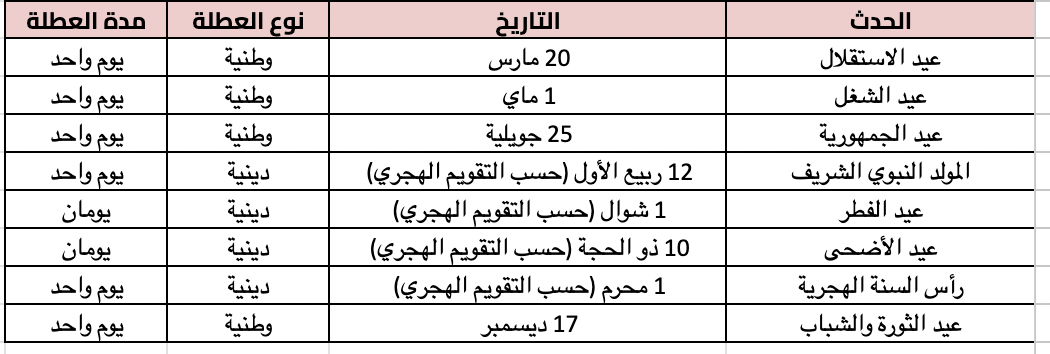 الحدث التاريخ نوع العطلة مدة العطلة
عيد الاستقلال 20 مارس وطنية يوم واحد
عيد الشغل 1 ماي وطنية يوم واحد
عيد الجمهورية 25 جويلية وطنية يوم واحد
المولد النبوي الشريف 12 ربيع الأول (حسب التقويم الهجري) دينية يوم واحد
عيد الفطر 1 شوال (حسب التقويم الهجري) دينية يومان
عيد الأضحى 10 ذو الحجة (حسب التقويم الهجري) دينية يومان
رأس السنة الهجرية 1 محرم (حسب التقويم الهجري) دينية يوم واحد
عيد الثورة والشباب 17 ديسمبر وطنية يوم واحد